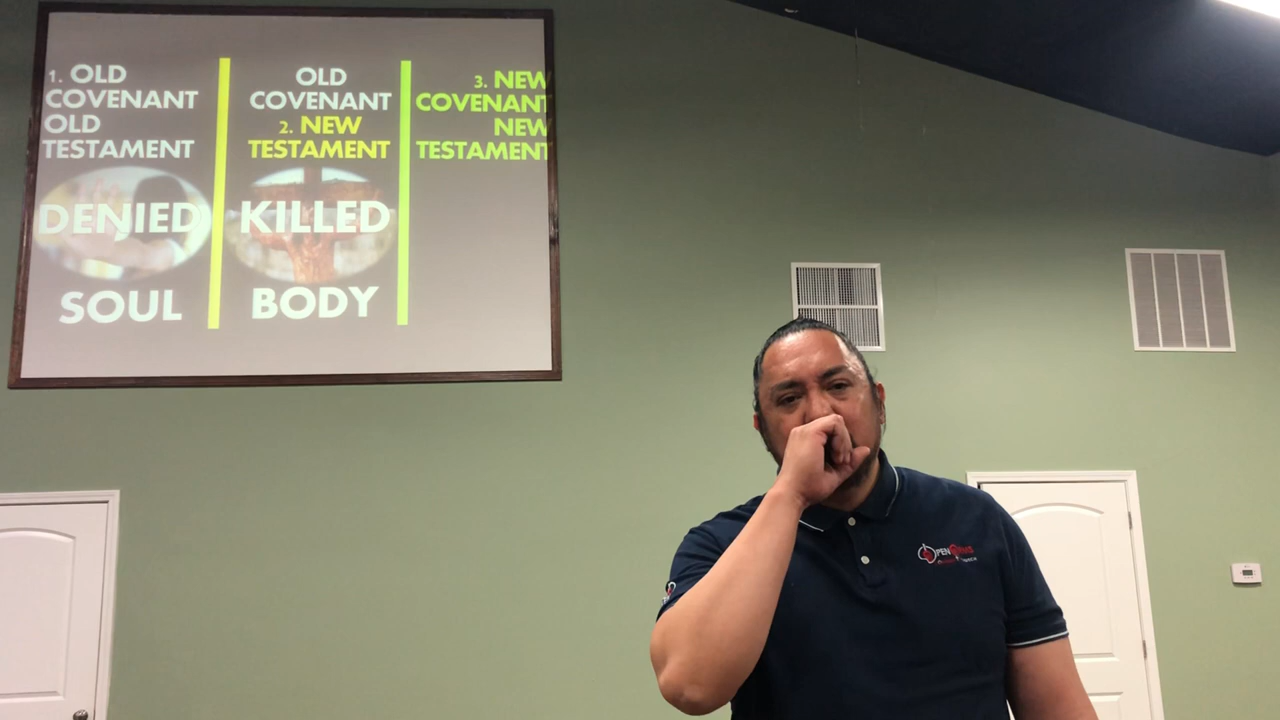 1. OLD
COVENANT
OLD
TESTAMENT
DENIED
SOUL
OLD
COVENANT
2. NEW
TESTAMENT
KILLED
BODY
3. NEW
COVENANT
NEW
TESTAMENT